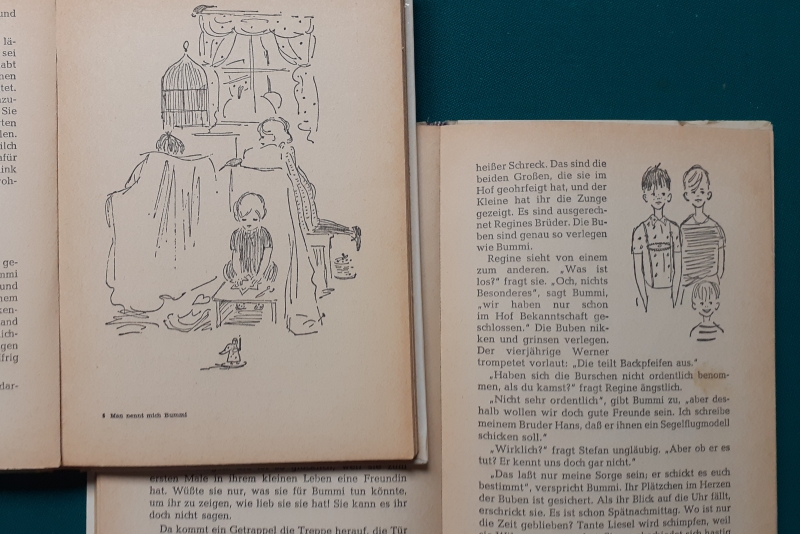 und
lä-
sei
abt
nen
tet.
zu-
Sie
rten
len.
ilch
afür
ink
roh-
ge-
mmi
und
nem
ken-
and
lich-
gen
frig
dar-
5 Man nennt mich Bummi
ersten Male in ihrem kleinen Leben eine Freundin
hat. Wüßte sie nur, was sie für Bummi tun könnte,
um ihr zu zeigen, wie lieb sie sie hat! Sie kann es ihr
doch nicht sagen.
Da kommt ein Getrappel die Treppe herauf, die Tür
heißer Schreck. Das sind die
beiden Großen, die sie im
Hof geohrfeigt hat, und der
Kleine hat ihr die Zunge
gezeigt. Es sind ausgerech-
net Regines Brüder. Die Bu-
ben sind genau so verlegen
wie Bummi.
Regine sieht von einem
zum anderen. „Was ist
los?" fragt sie. „Och, nichts
Besonderes", sagt Bummi,
„wir haben nur schon
im Hof Bekanntschaft ge-
schlossen." Die Buben nik-
ken und grinsen verlegen.
Der vierjährige Werner
trompetet vorlaut: „Die teilt Backpfeifen aus."
„Haben sich die Burschen nicht ordentlich benom-
men, als du kamst?" fragt Regine ängstlich.
„Nicht sehr ordentlich", gibt Bummi zu, „aber des-
halb wollen wir doch gute Freunde sein. Ich schreibe
meinem Bruder Hans, daß er ihnen ein Segelflugmodell
schicken soll."
„Wirklich?" fragt Stefan ungläubig. „Aber ob er es
tut? Er kennt uns doch gar nicht."
„Das laßt nur meine Sorge sein; er schickt es euch
bestimmt", verspricht Bummi. Ihr Plätzchen im Herzen
der Buben ist gesichert. Als ihr Blick auf die Uhr fällt,
erschrickt sie. Es ist schon Spätnachmittag. Wo ist nur
die Zeit geblieben? Tante Liesel wird schimpfen, weil